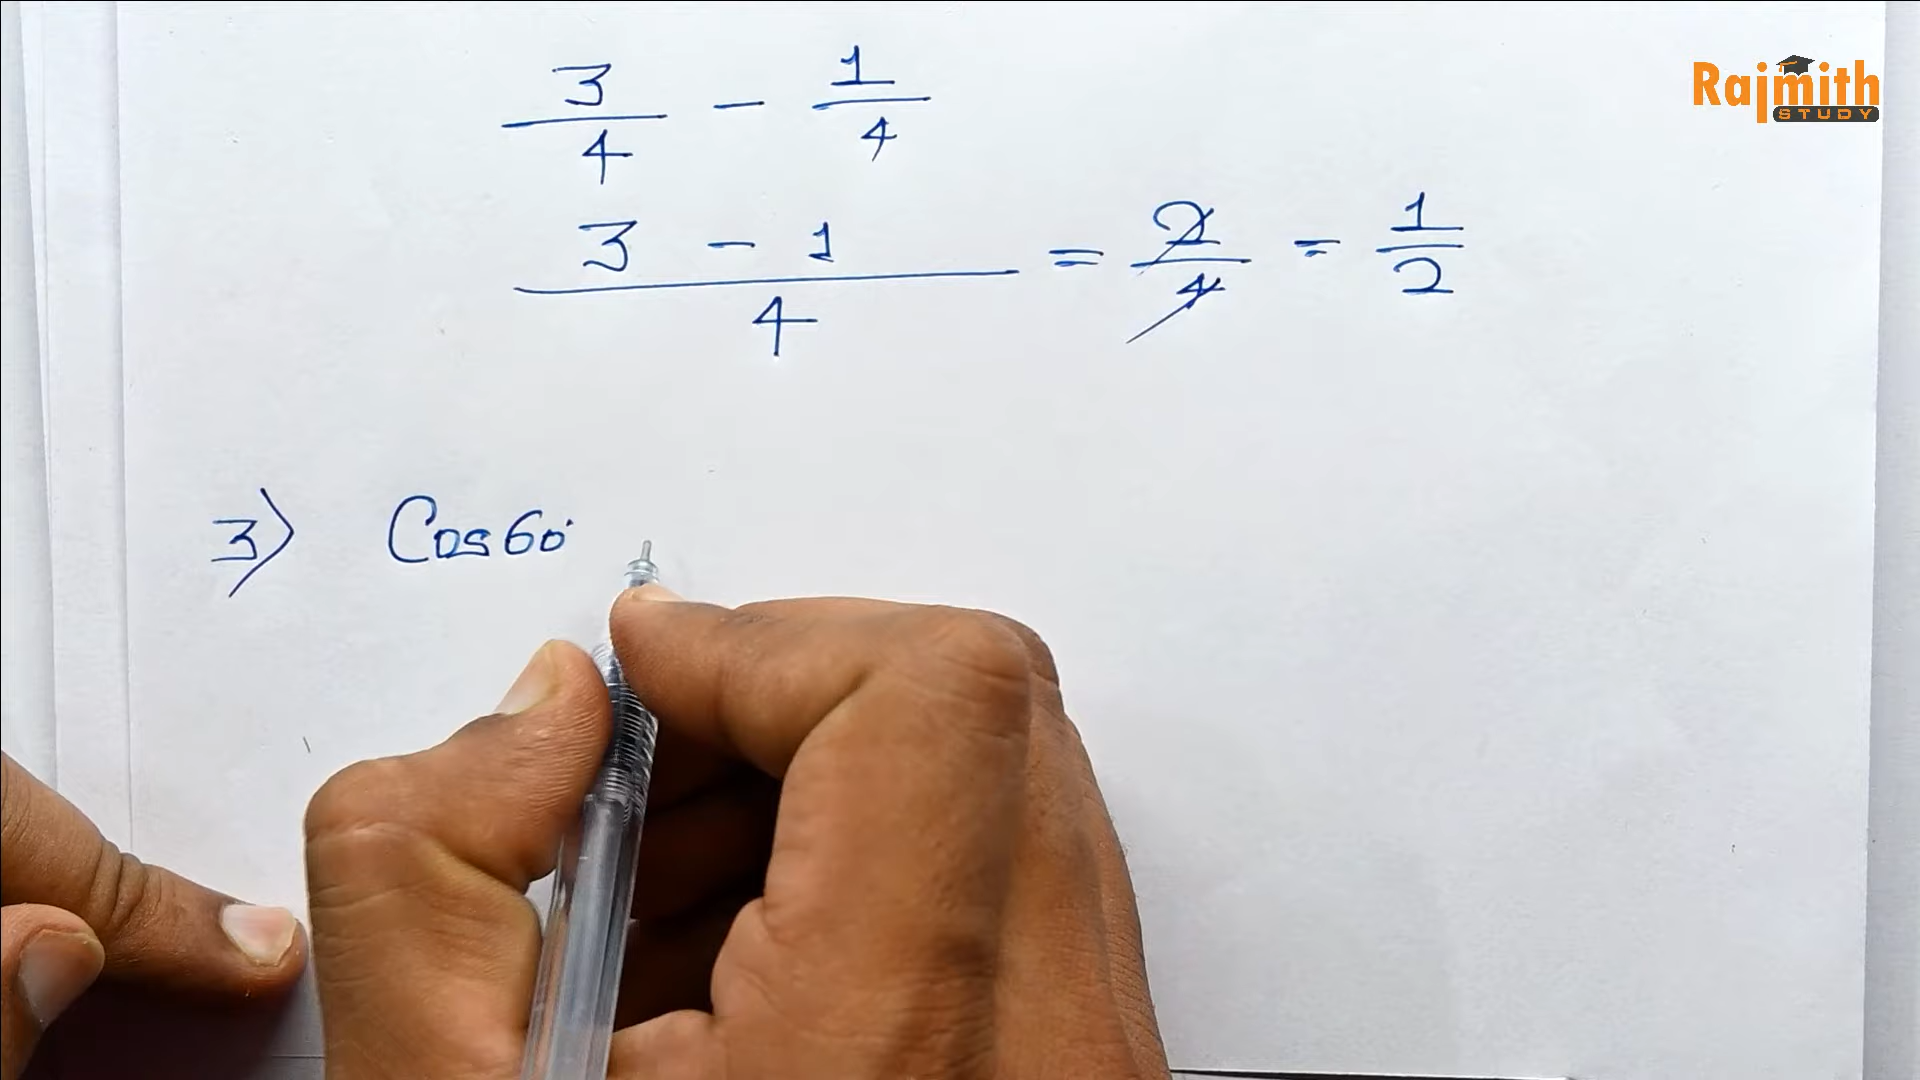 Rajmith
STUDY
3/4 - 1/4
(3 - 1)/4 = 2/4 = 1/2
3) Cos60°